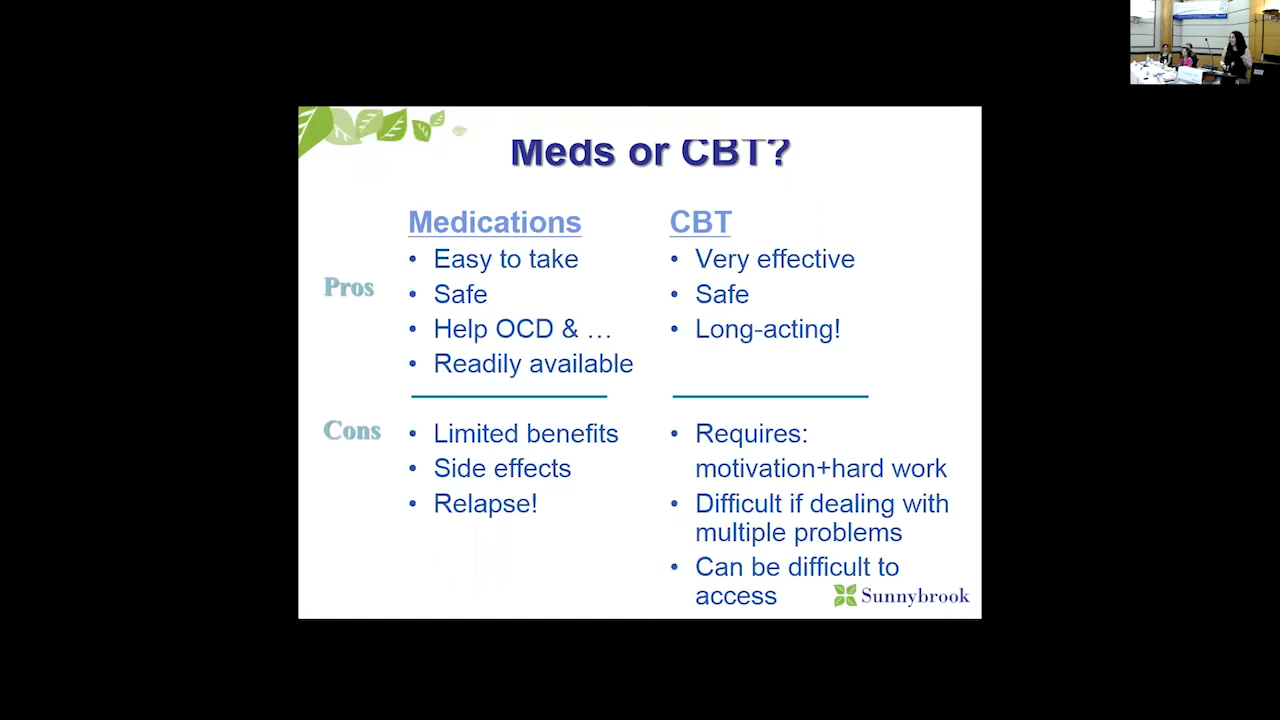 Meds or CBT?
Medications
Pros
• Easy to take
• Safe
• Help OCD & …
• Readily available
Cons
• Limited benefits
• Side effects
• Relapse!
CBT
• Very effective
• Safe
• Long-acting!
• Requires:
motivation+hard work
• Difficult if dealing with
multiple problems
• Can be difficult to
access
Sunnybrook